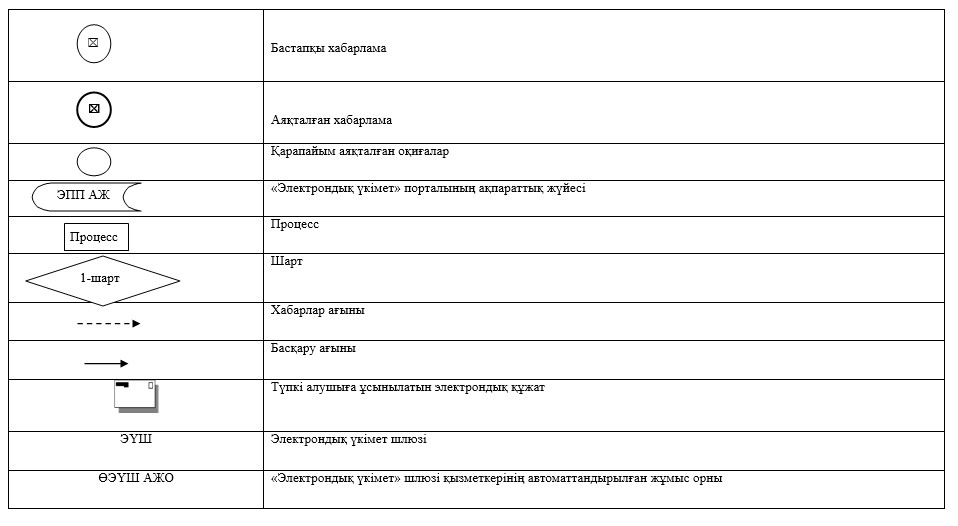 Бастапқы хабарлама
Аяқталған хабарлама
Қарапайым аяқталған оқиғалар
ЭПП АЖ
«Электрондық үкімет» порталының ақпараттық жүйесі
Процесс
Процесс
1-шарт
Шарт
Хабарлар ағыны
Басқару ағыны
Түпкі алушыға ұсынылатын электрондық құжат
ЭҮШ
Электрондық үкімет шлюзі
ӨЭҮШ АЖО
«Электрондық үкімет» шлюзі қызметкерінің автоматтандырылған жұмыс орны